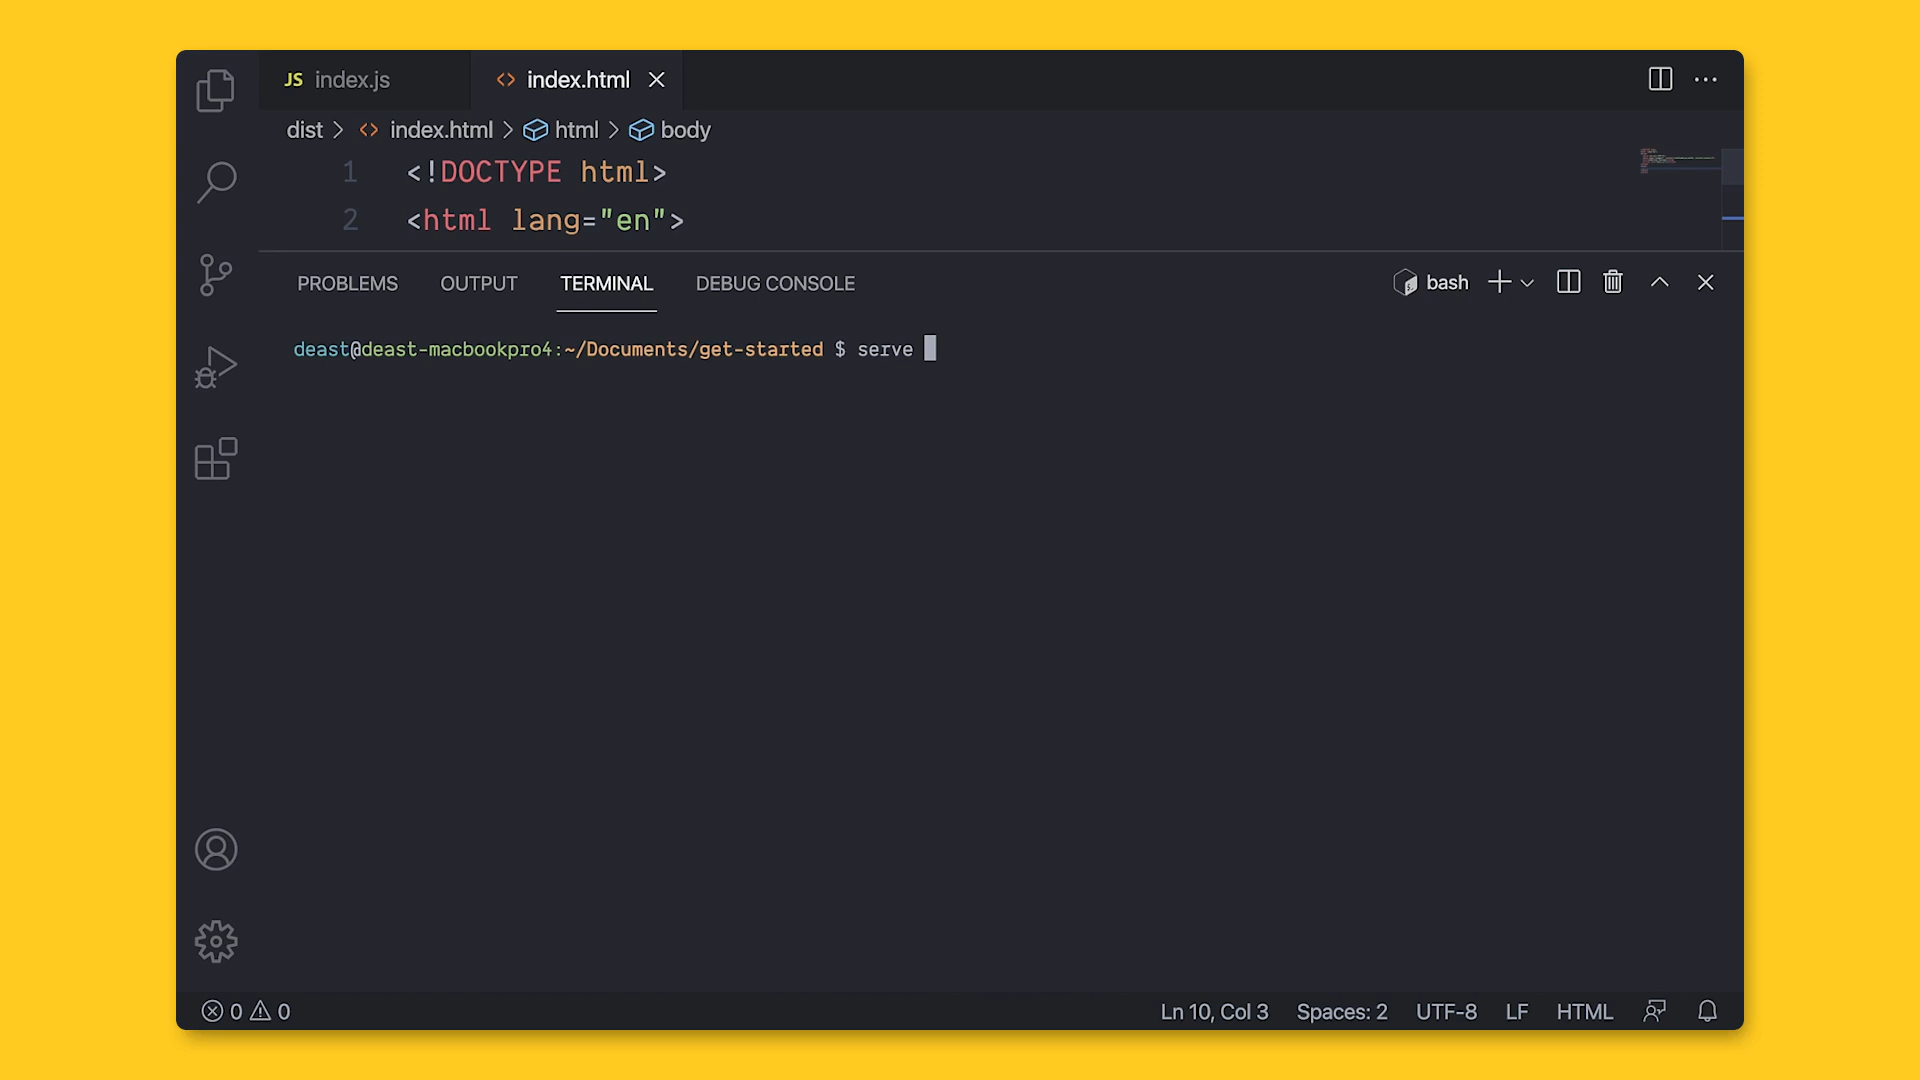 JS index.js
<> index.html
dist > <> index.html > html > body
1 <!DOCTYPE html>
2 <html lang="en">
PROBLEMS OUTPUT TERMINAL DEBUG CONSOLE bash
deast@deast-macbookpro4:~/Documents/get-started $ serve
0 0 Ln 10, Col 3 Spaces: 2 UTF-8 LF HTML